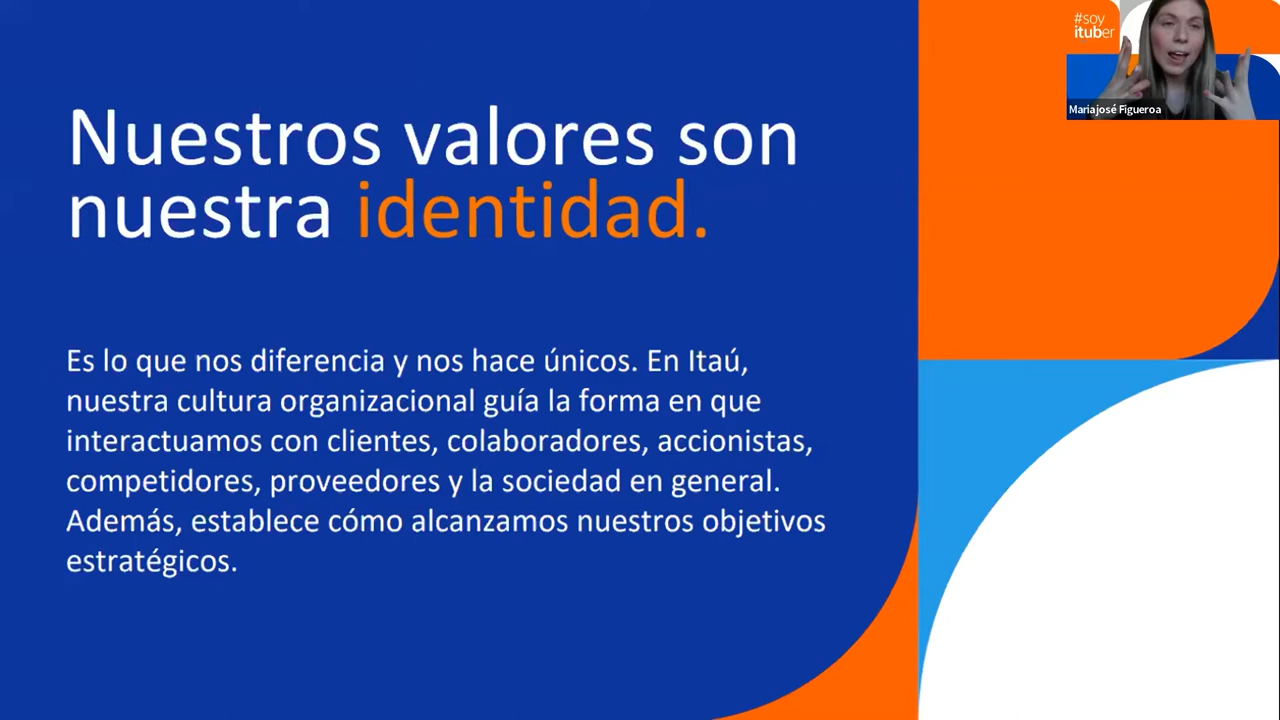 #soy
ituber
Mariajosé Figueroa
Nuestros valores son
nuestra identidad.
Es lo que nos diferencia y nos hace únicos. En Itaú,
nuestra cultura organizacional guía la forma en que
interactuamos con clientes, colaboradores, accionistas,
competidores, proveedores y la sociedad en general.
Además, establece cómo alcanzamos nuestros objetivos
estratégicos.